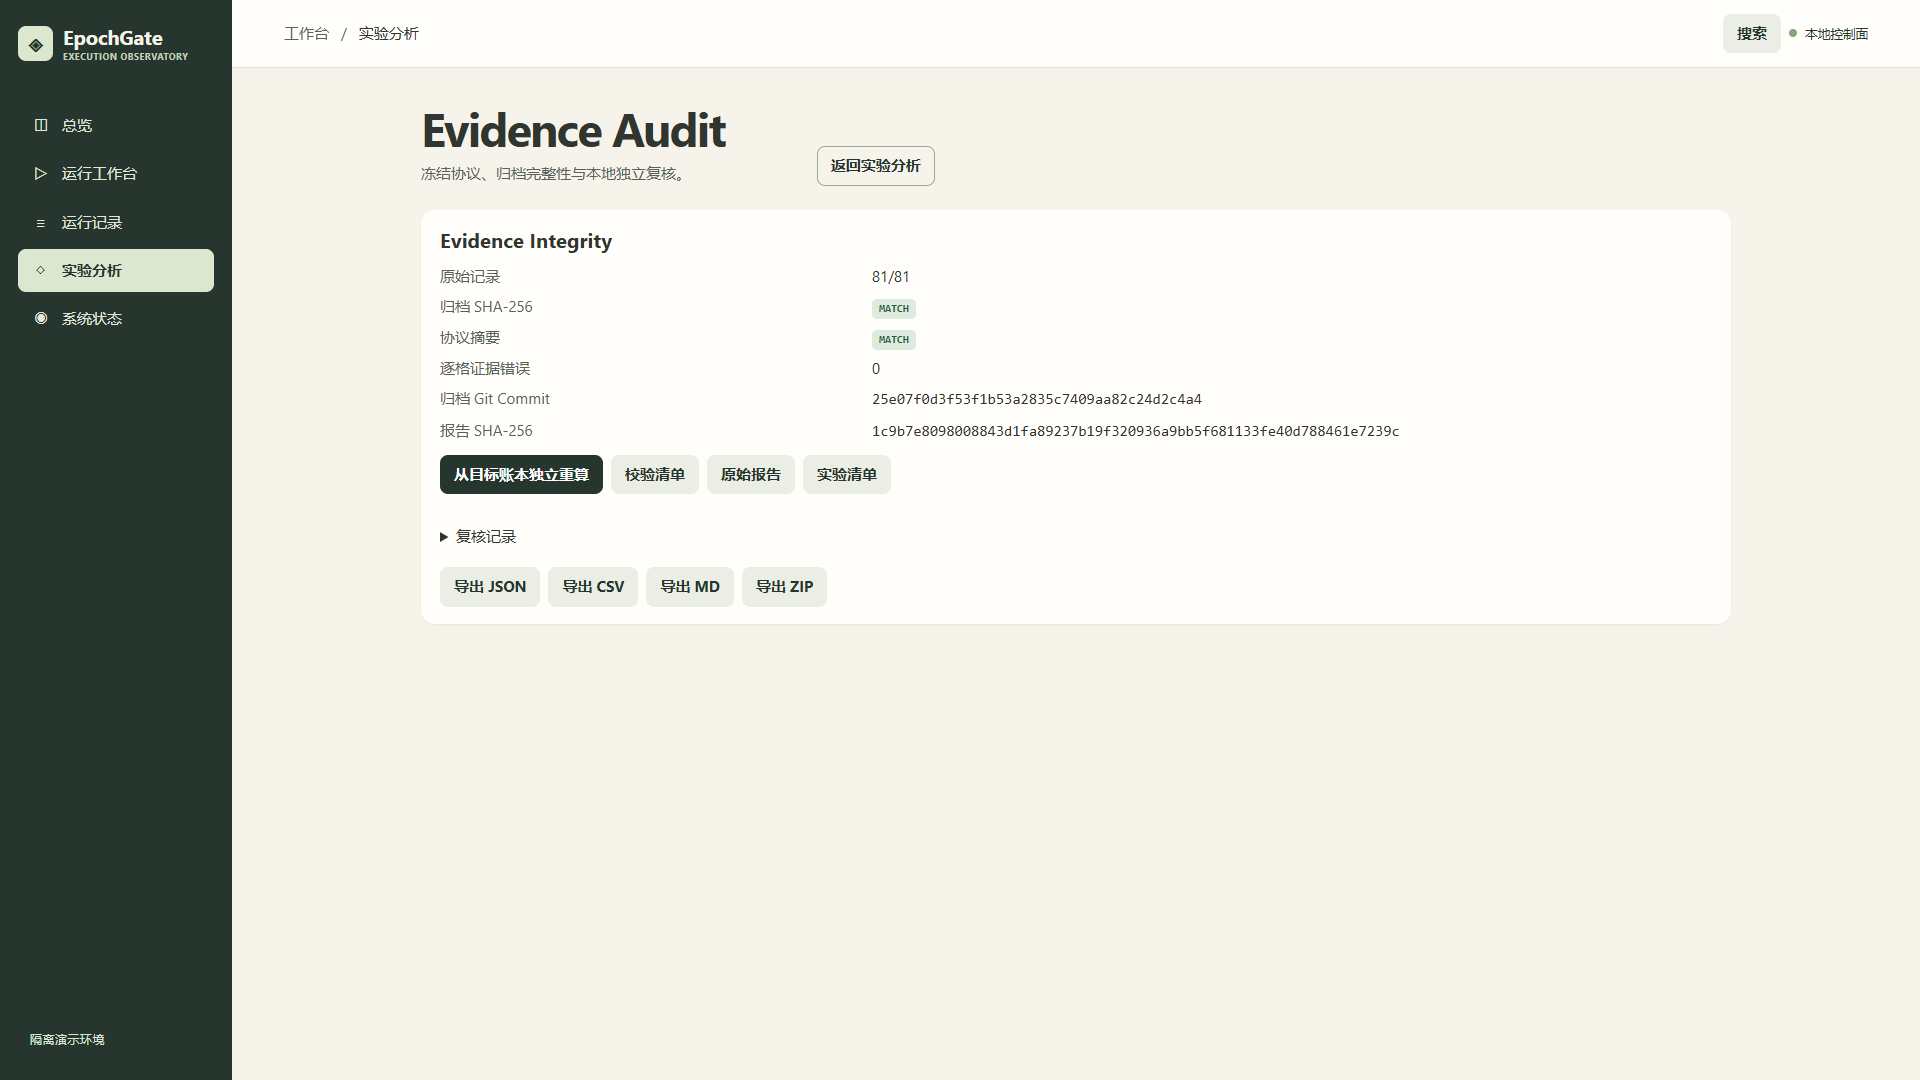 EpochGate
EXECUTION OBSERVATORY
总览
运行工作台
运行记录
实验分析
系统状态
隔离演示环境
工作台 / 实验分析
搜索
本地控制面
Evidence Audit
冻结协议、归档完整性与本地独立复核。
返回实验分析
Evidence Integrity
原始记录 81/81
归档 SHA-256 MATCH
协议摘要 MATCH
逐格证据错误 0
归档 Git Commit 25e07f0d3f53f1b53a2835c7409aa82c24d2c4a4
报告 SHA-256 1c9b7e8098008843d1fa89237b19f320936a9bb5f681133fe40d788461e7239c
从目标账本独立重算 校验清单 原始报告 实验清单
复核记录
导出 JSON 导出 CSV 导出 MD 导出 ZIP